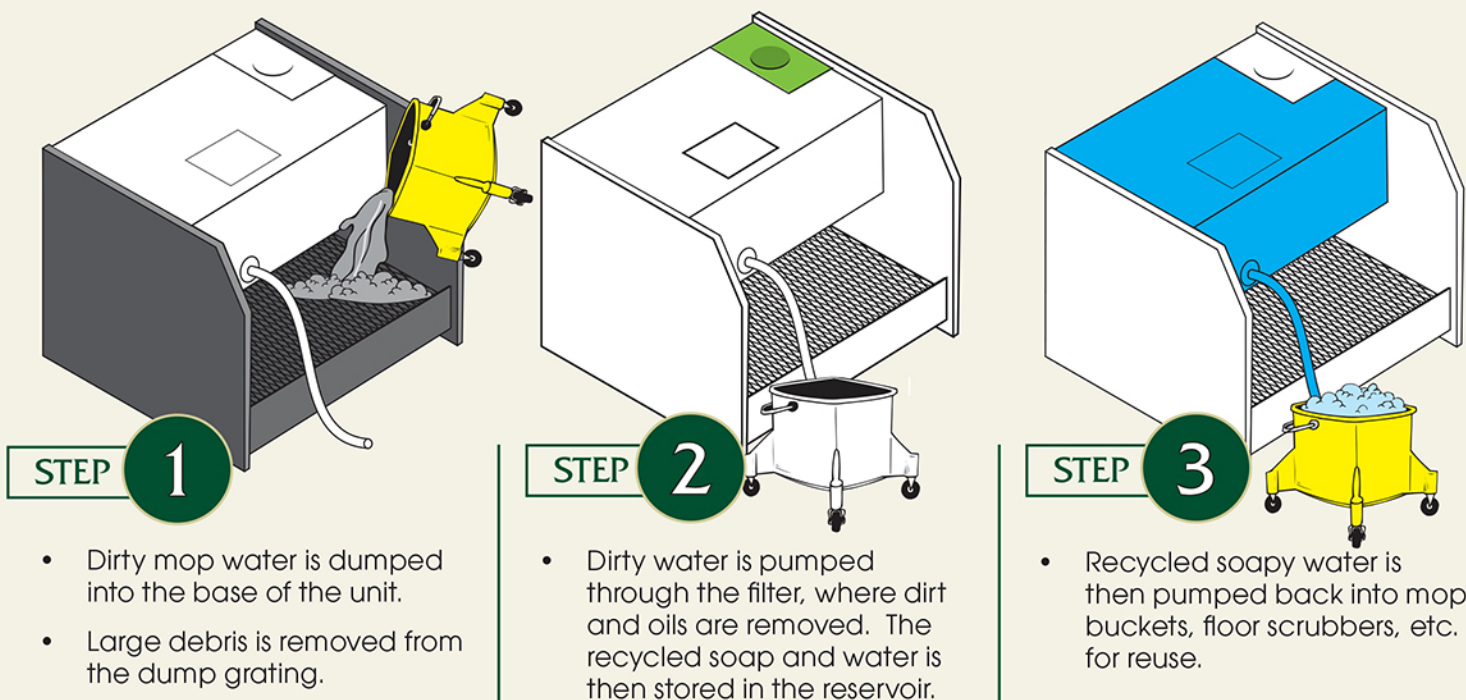 STEP 1
• Dirty mop water is dumped
into the base of the unit.
• Large debris is removed from
the dump grating.
STEP 2
• Dirty water is pumped
through the filter, where dirt
and oils are removed. The
recycled soap and water is
then stored in the reservoir.
STEP 3
• Recycled soapy water is
then pumped back into mop
buckets, floor scrubbers, etc.
for reuse.